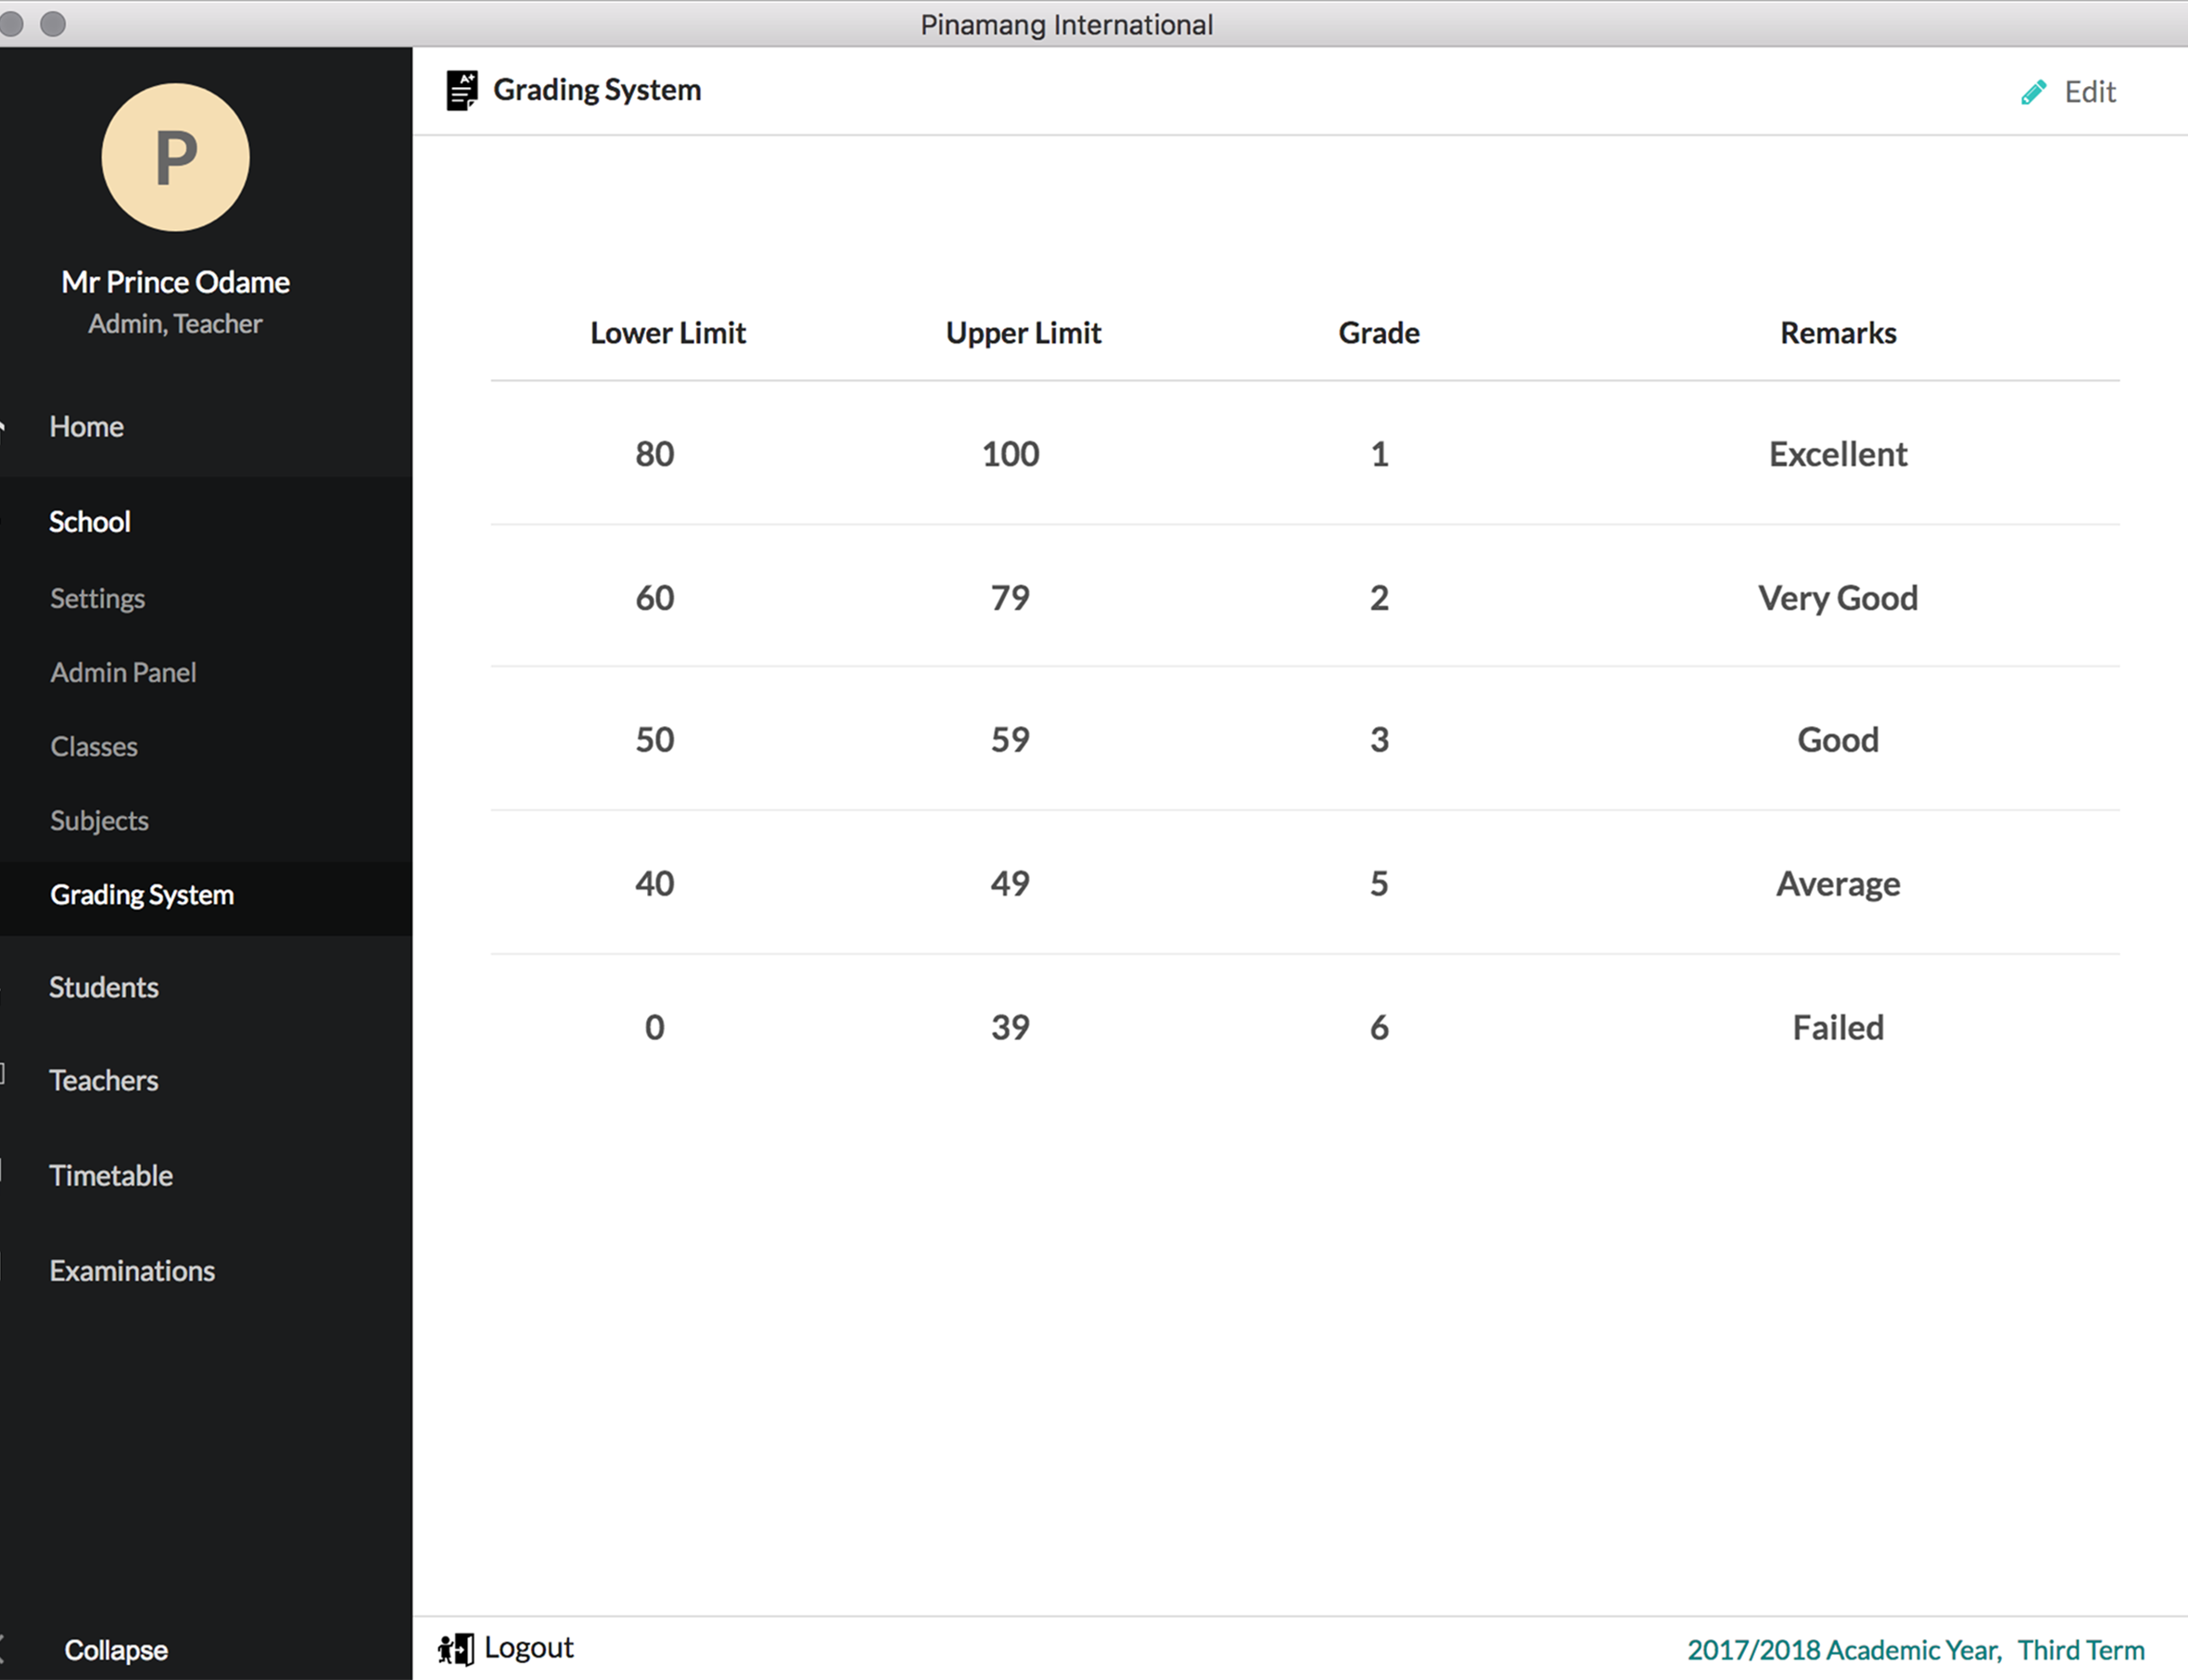 Pinamang International
P
Mr Prince Odame
Admin, Teacher
Home
School
Settings
Admin Panel
Classes
Subjects
Grading System
Students
Teachers
Timetable
Examinations
Collapse
A+ Grading System
Edit
Lower Limit Upper Limit Grade Remarks
80 100 1 Excellent
60 79 2 Very Good
50 59 3 Good
40 49 5 Average
0 39 6 Failed
Logout
2017/2018 Academic Year, Third Term